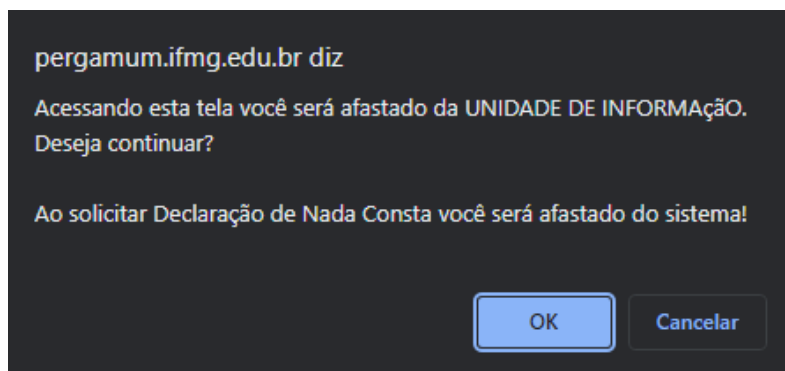 pergamum.ifmg.edu.br diz
Acessando esta tela você será afastado da UNIDADE DE INFORMAçãO.
Deseja continuar?
Ao solicitar Declaração de Nada Consta você será afastado do sistema!
OK Cancelar